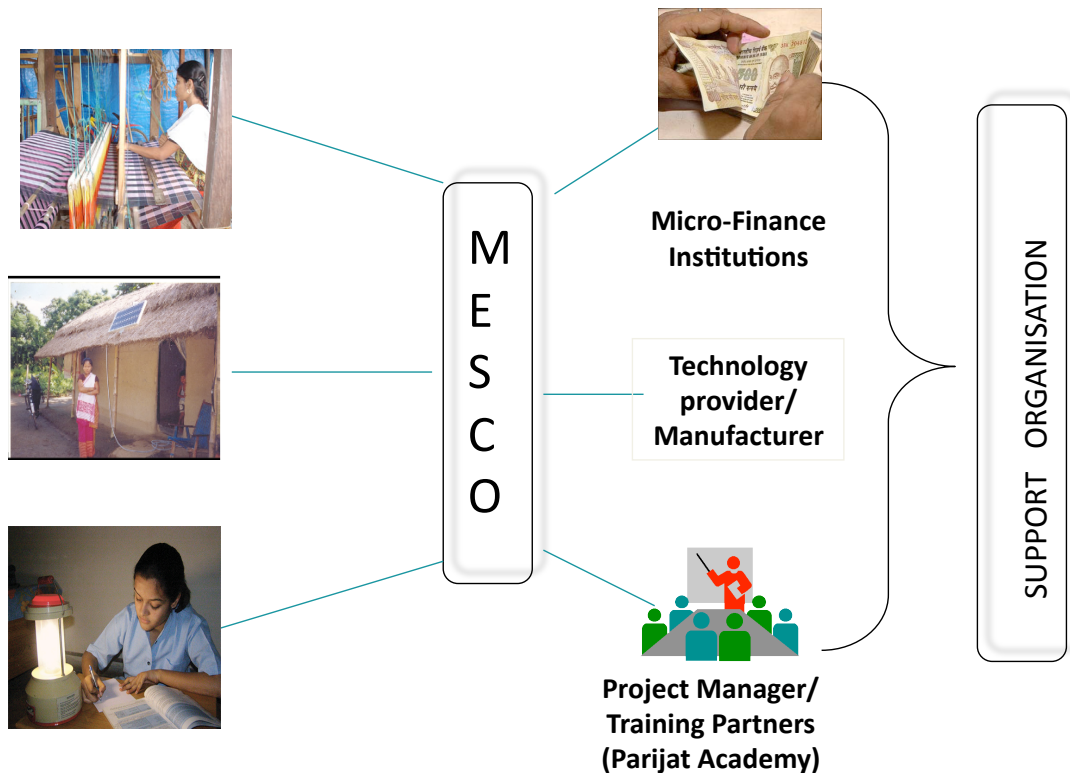 M
E
S
C
O
Micro-Finance
Institutions
Technology
provider/
Manufacturer
Project Manager/
Training Partners
(Parijat Academy)
SUPPORT ORGANISATION